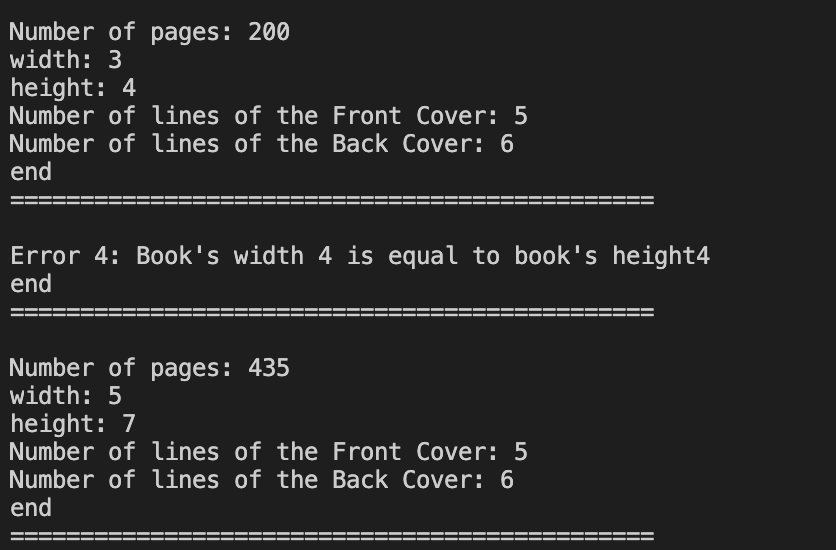 Number of pages: 200
width: 3
height: 4
Number of lines of the Front Cover: 5
Number of lines of the Back Cover: 6
end
==============================================
Error 4: Book's width 4 is equal to book's height4
end
==============================================
Number of pages: 435
width: 5
height: 7
Number of lines of the Front Cover: 5
Number of lines of the Back Cover: 6
end
==============================================